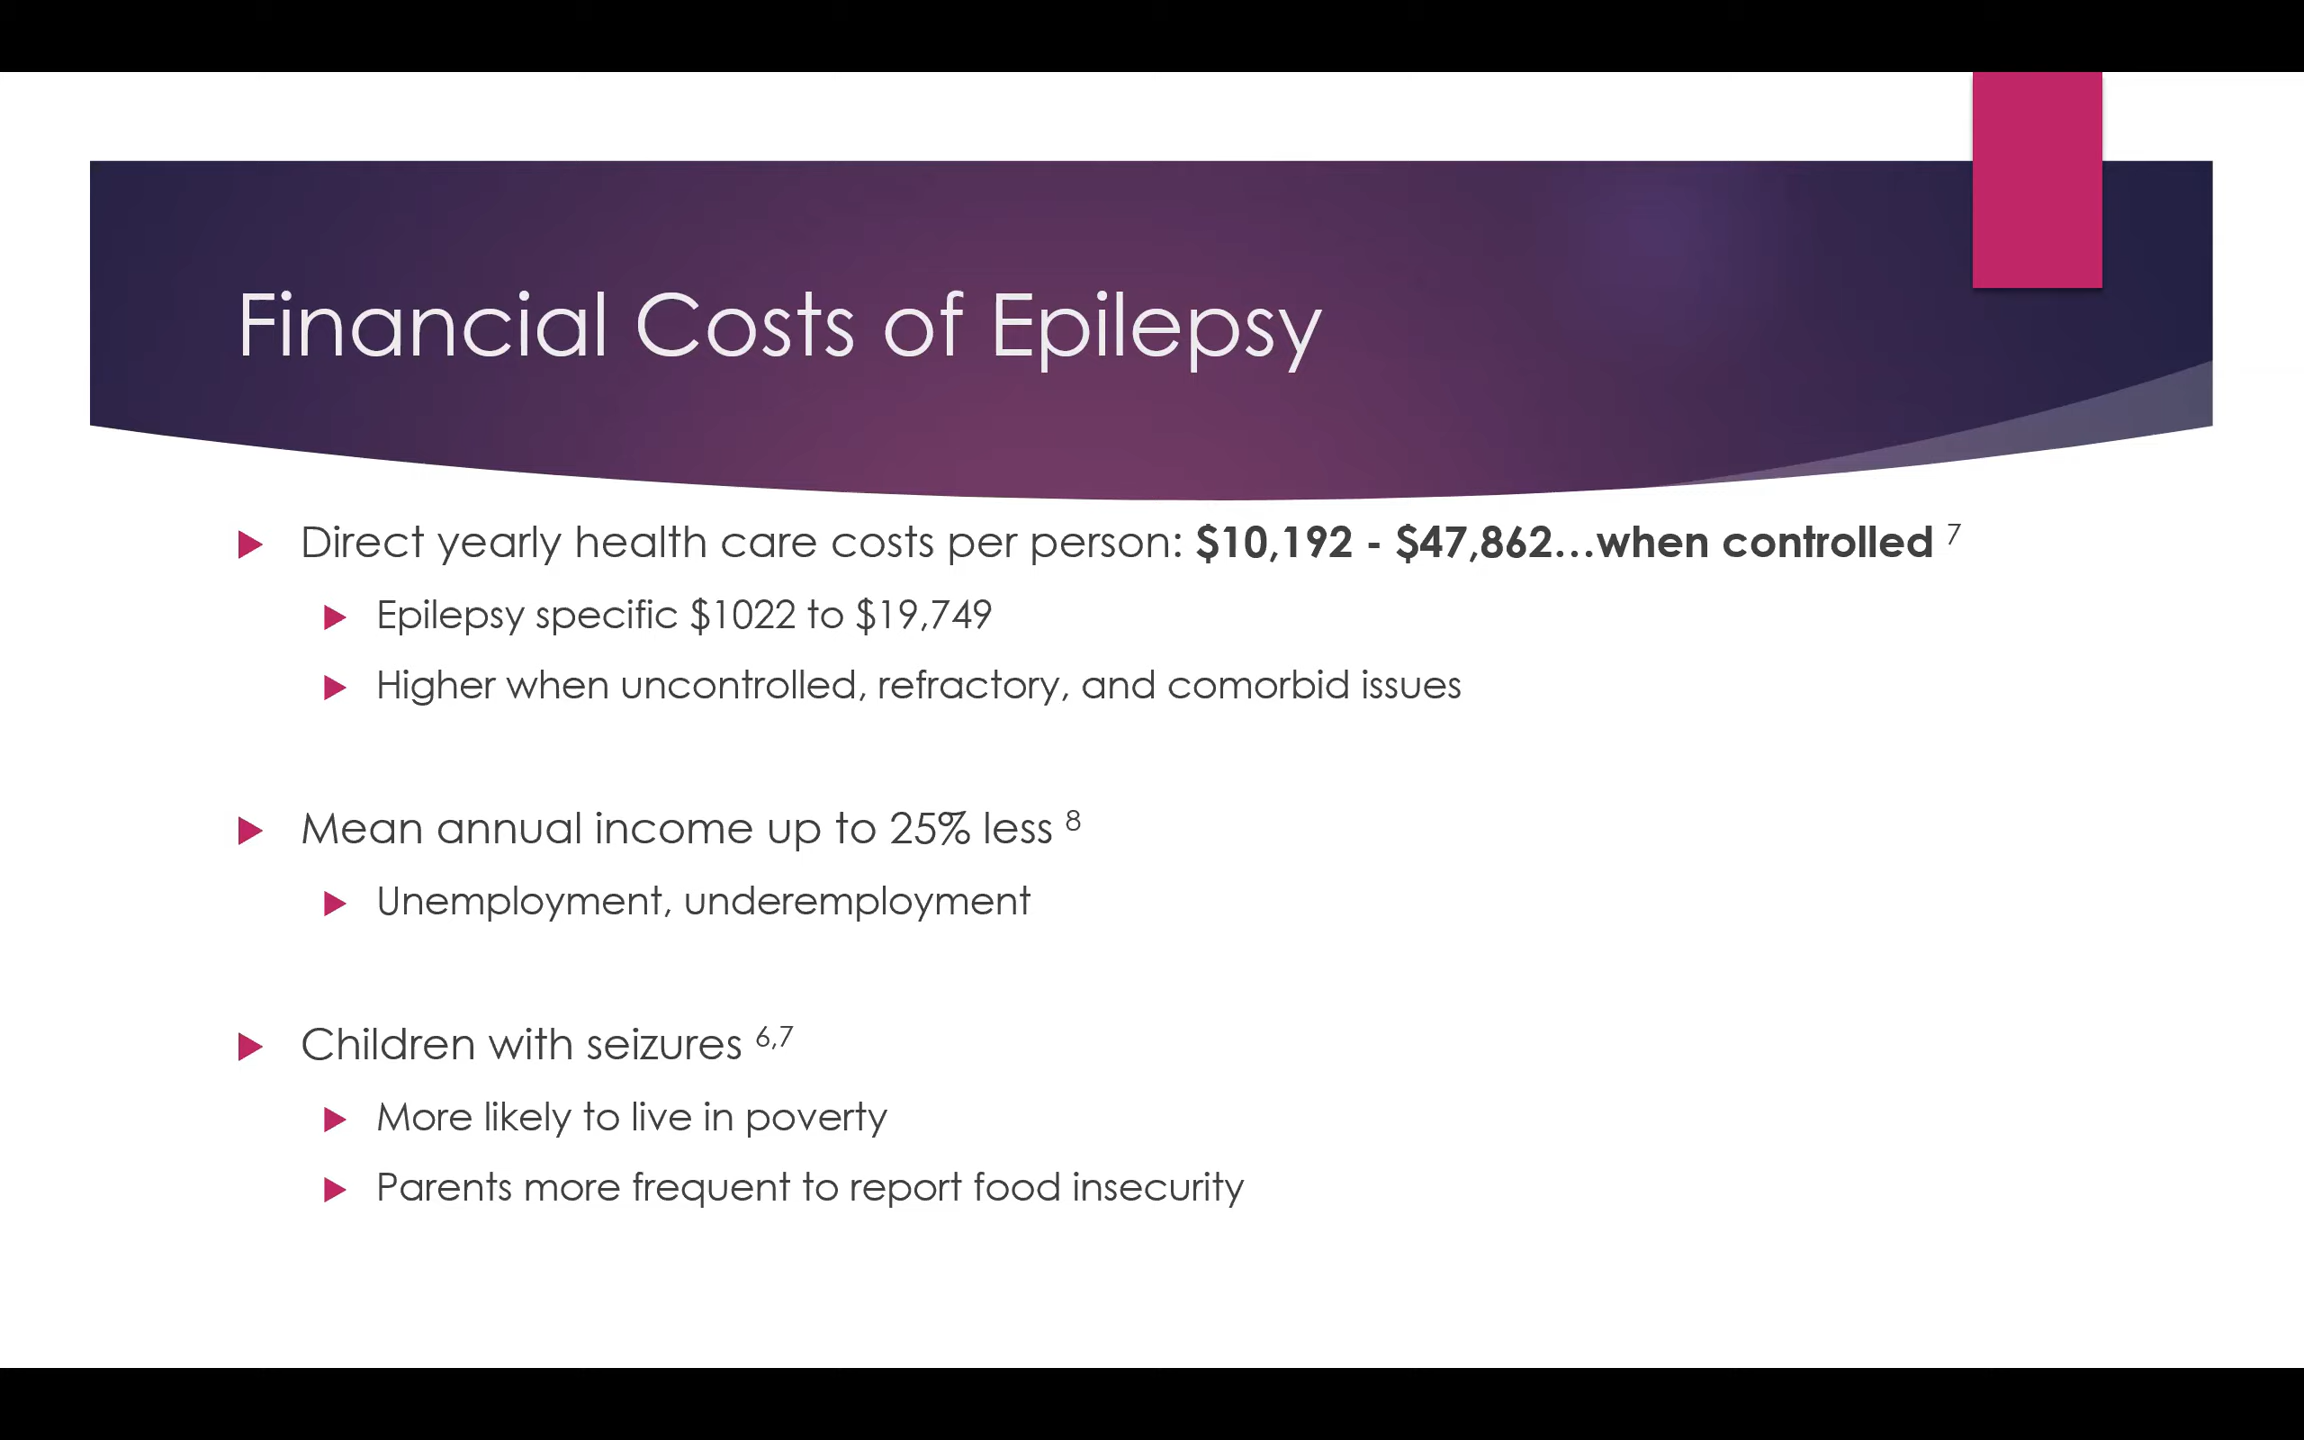 Financial Costs of Epilepsy
Direct yearly health care costs per person: $10,192 - $47,862...when controlled 7
Epilepsy specific $1022 to $19,749
Higher when uncontrolled, refractory, and comorbid issues
Mean annual income up to 25% less 8
Unemployment, underemployment
Children with seizures 6,7
More likely to live in poverty
Parents more frequent to report food insecurity